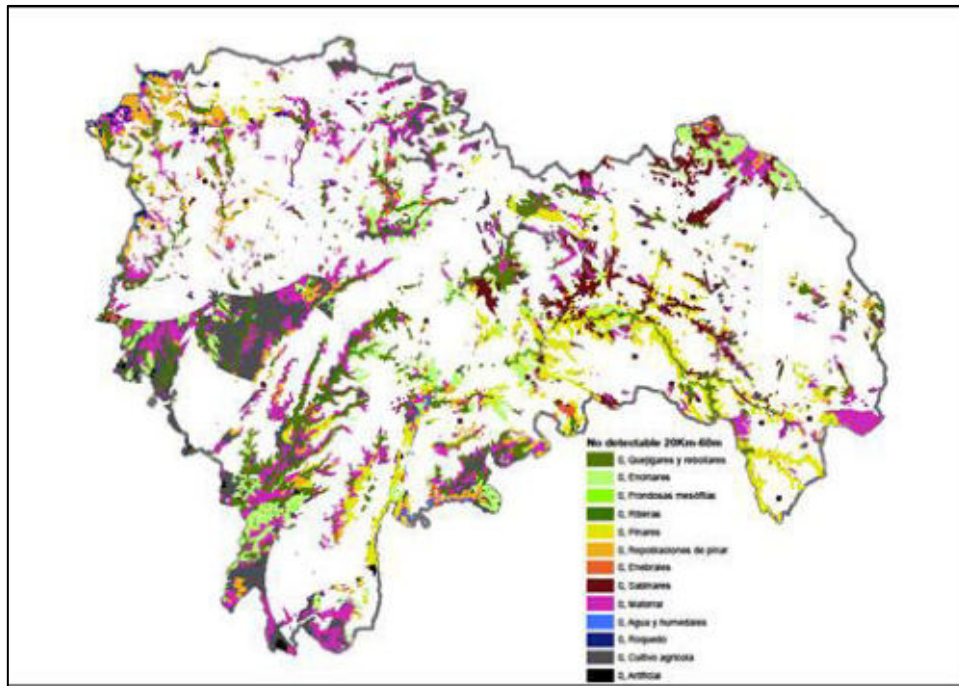 No detectable 20Km-60m
0, Quejigares y rebollares
0, Encinares
0, Frondosas mesófilas
0, Riberas
0, Pinares
0, Repoblaciones de pinar
0, Enebrales
0, Sabinares
0, Matorral
0, Agua y humedales
0, Roquedo
0, Cultivo agrícola
0, Artificial